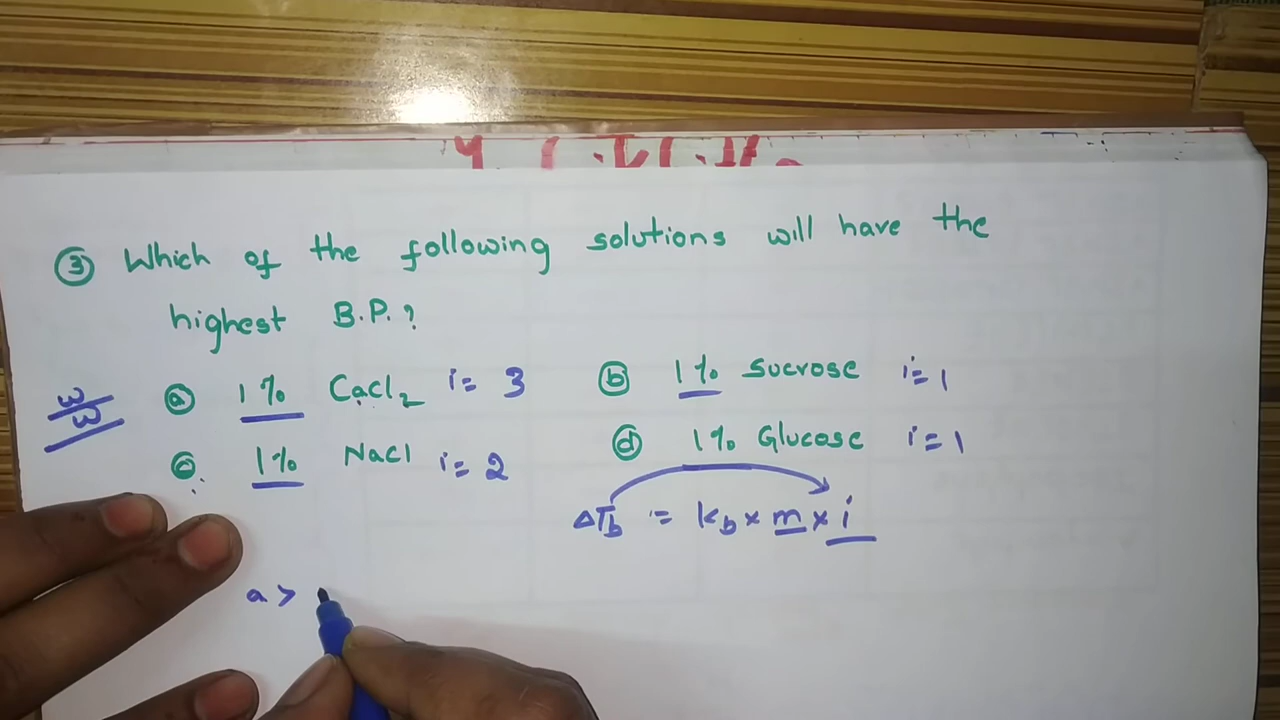 ③ Which of the following solutions will have the
highest B.P.?
w/w
ⓐ 1% CaCl₂ i= 3 ⓑ 1% Sucrose i=1
ⓒ 1% NaCl i= 2 ⓓ 1% Glucose i=1
ΔTb = kb × m × i
a >